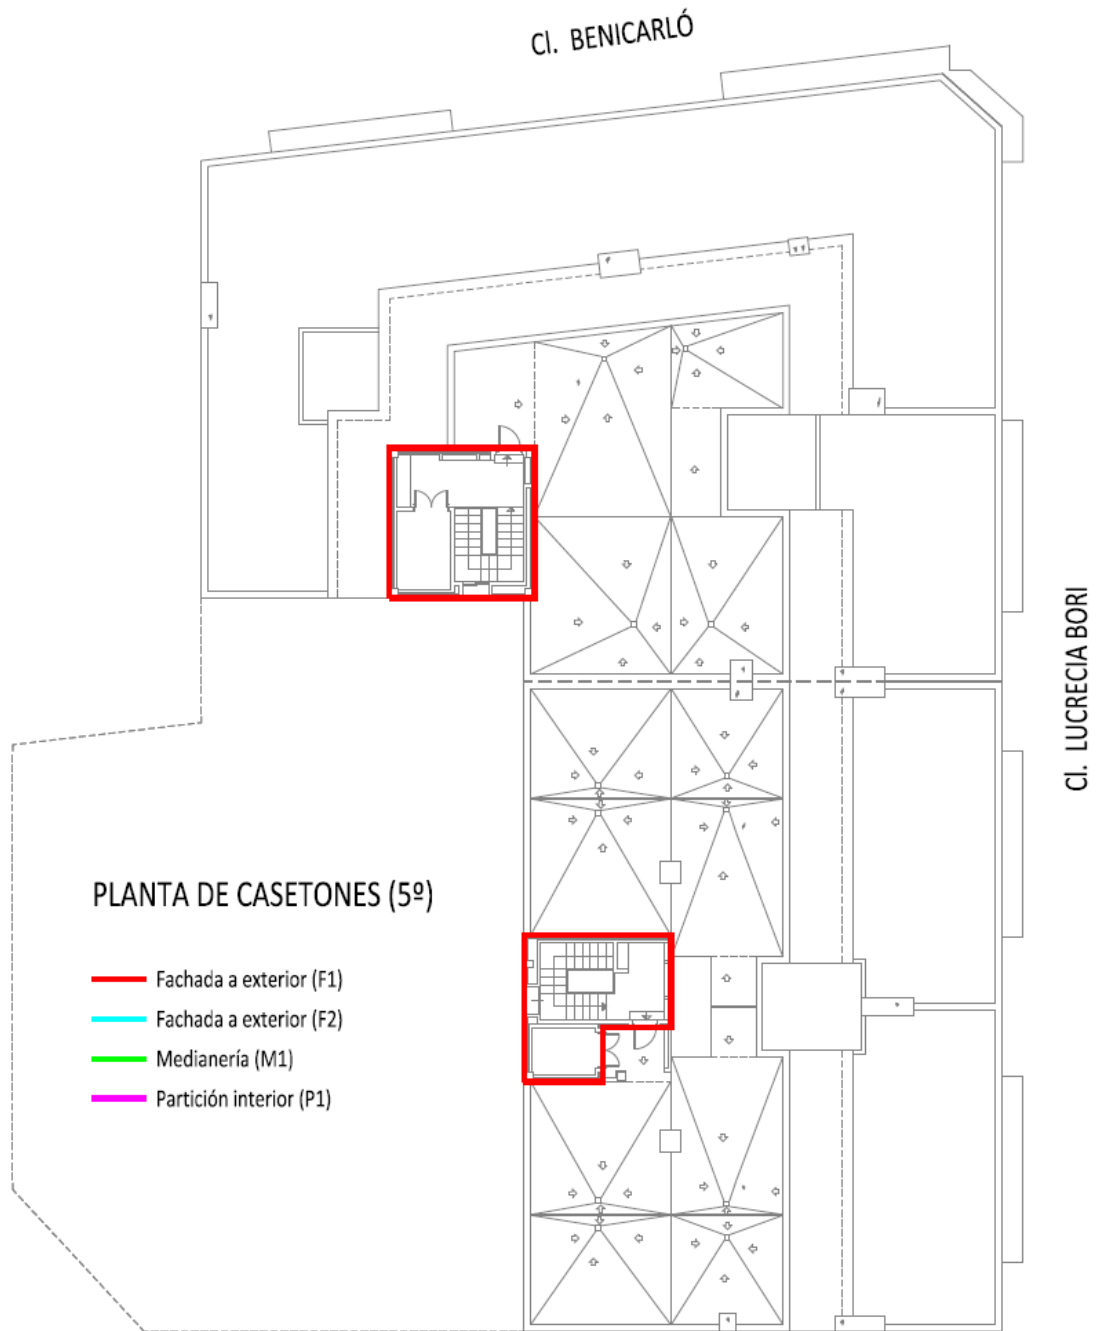 Cl. BENICARLÓ
Cl. LUCRECIA BORI
PLANTA DE CASETONES (5º)
Fachada a exterior (F1)
Fachada a exterior (F2)
Medianería (M1)
Partición interior (P1)